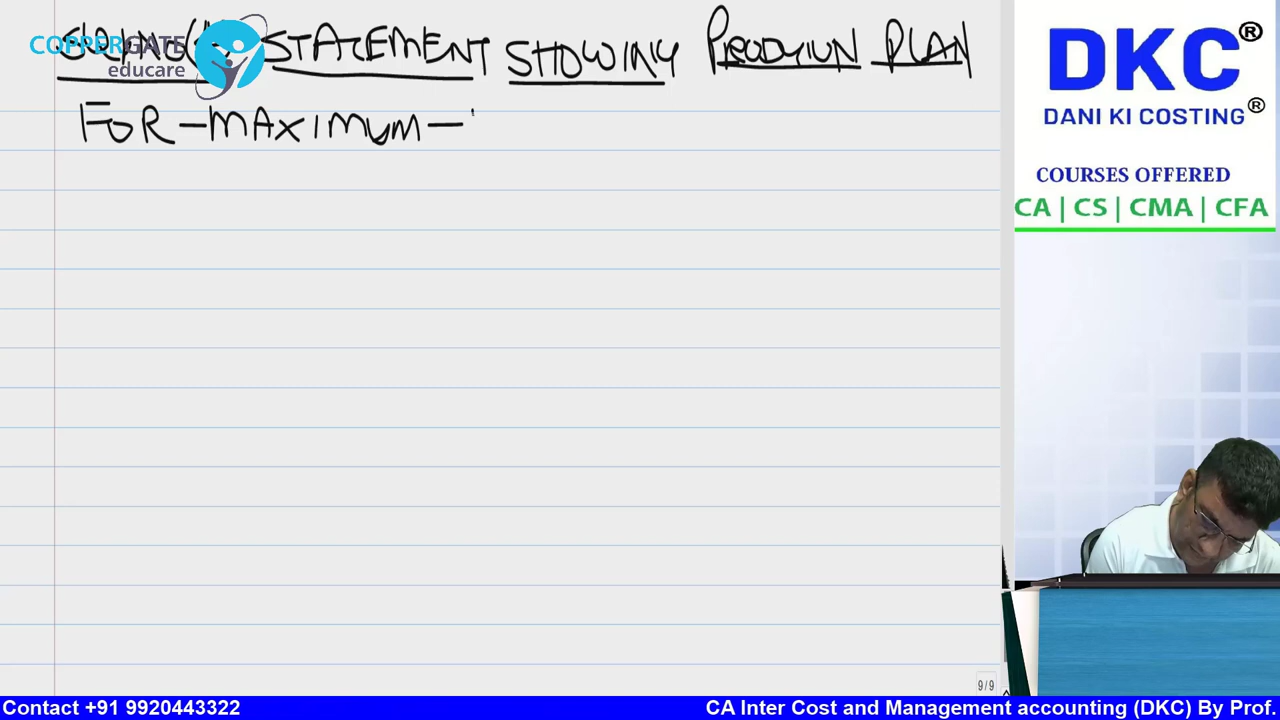 STATEMENT SHOWING PRODN PLAN
FOR - MAXIMUM -
COPPERGATE
educare
DKC®
DANI KI COSTING®
COURSES OFFERED
CA | CS | CMA | CFA
9/9
Contact +91 9920443322
CA Inter Cost and Management accounting (DKC) By Prof.